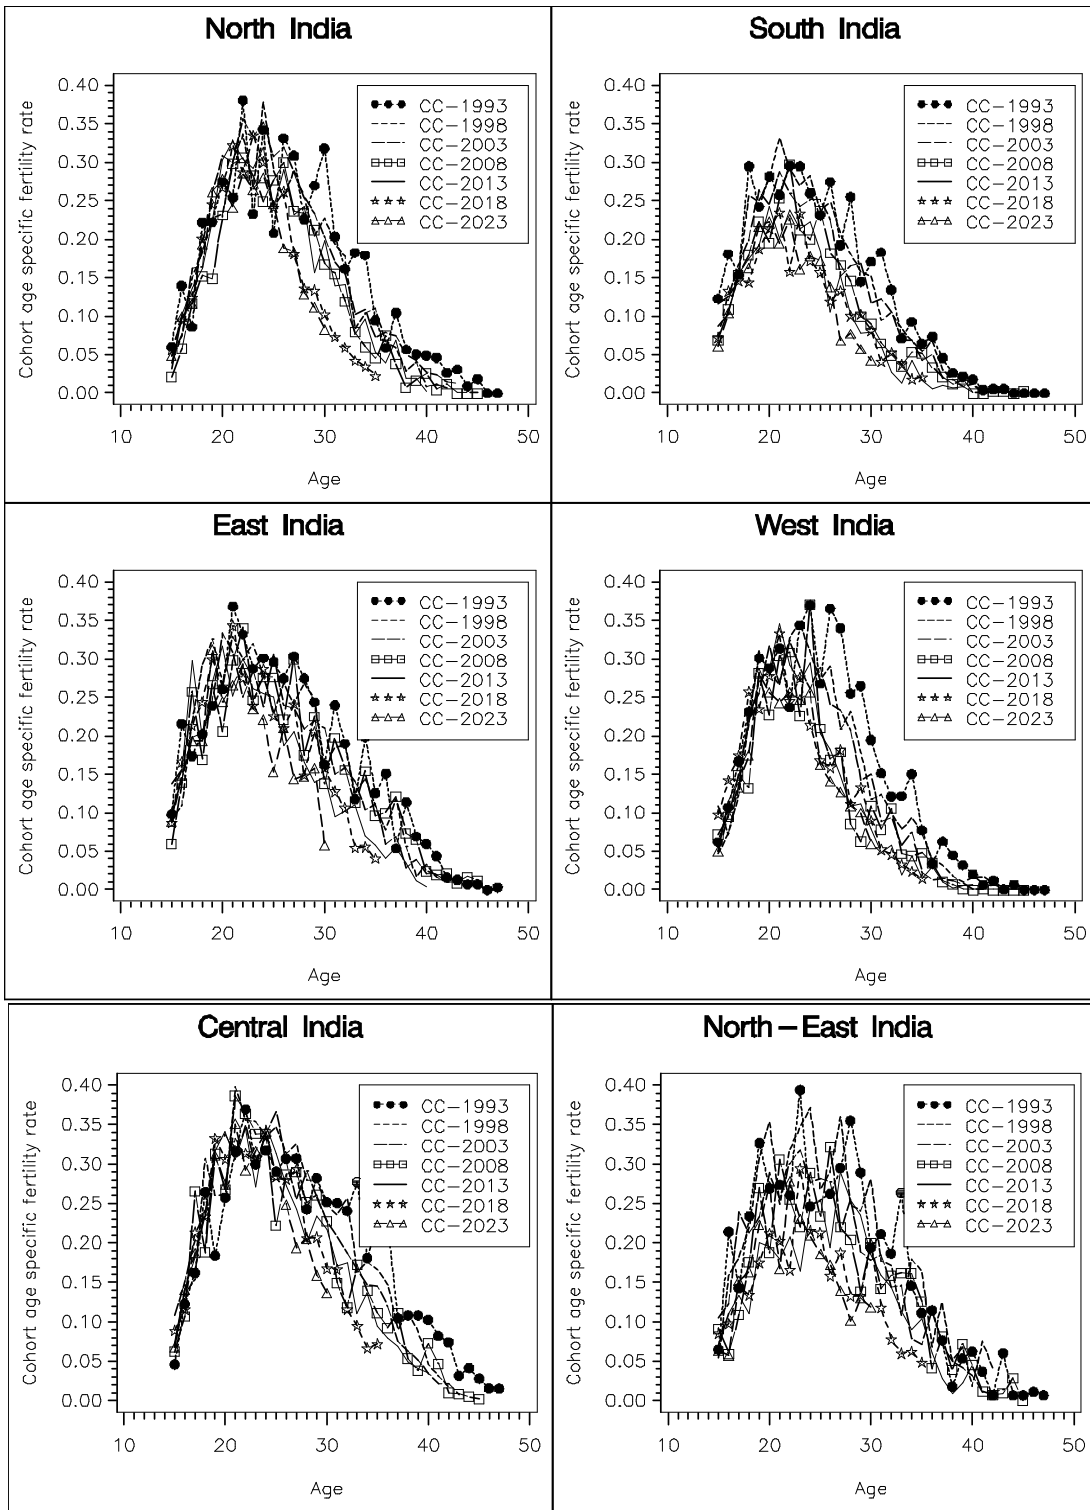 North India
0.40
0.35
0.30
0.25
0.20
0.15
0.10
0.05
0.00
Cohort age specific fertility rate
CC-1993
CC-1998
CC-2003
CC-2008
CC-2013
CC-2018
CC-2023
10 20 30 40 50
Age
South India
0.40
0.35
0.30
0.25
0.20
0.15
0.10
0.05
0.00
Cohort age specific fertility rate
CC-1993
CC-1998
CC-2003
CC-2008
CC-2013
CC-2018
CC-2023
10 20 30 40 50
Age
East India
0.40
0.35
0.30
0.25
0.20
0.15
0.10
0.05
0.00
Cohort age specific fertility rate
CC-1993
CC-1998
CC-2003
CC-2008
CC-2013
CC-2018
CC-2023
10 20 30 40 50
Age
West India
0.40
0.35
0.30
0.25
0.20
0.15
0.10
0.05
0.00
Cohort age specific fertility rate
CC-1993
CC-1998
CC-2003
CC-2008
CC-2013
CC-2018
CC-2023
10 20 30 40 50
Age
Central India
0.40
0.35
0.30
0.25
0.20
0.15
0.10
0.05
0.00
Cohort age specific fertility rate
CC-1993
CC-1998
CC-2003
CC-2008
CC-2013
CC-2018
CC-2023
10 20 30 40 50
Age
North-East India
0.40
0.35
0.30
0.25
0.20
0.15
0.10
0.05
0.00
Cohort age specific fertility rate
CC-1993
CC-1998
CC-2003
CC-2008
CC-2013
CC-2018
CC-2023
10 20 30 40 50
Age